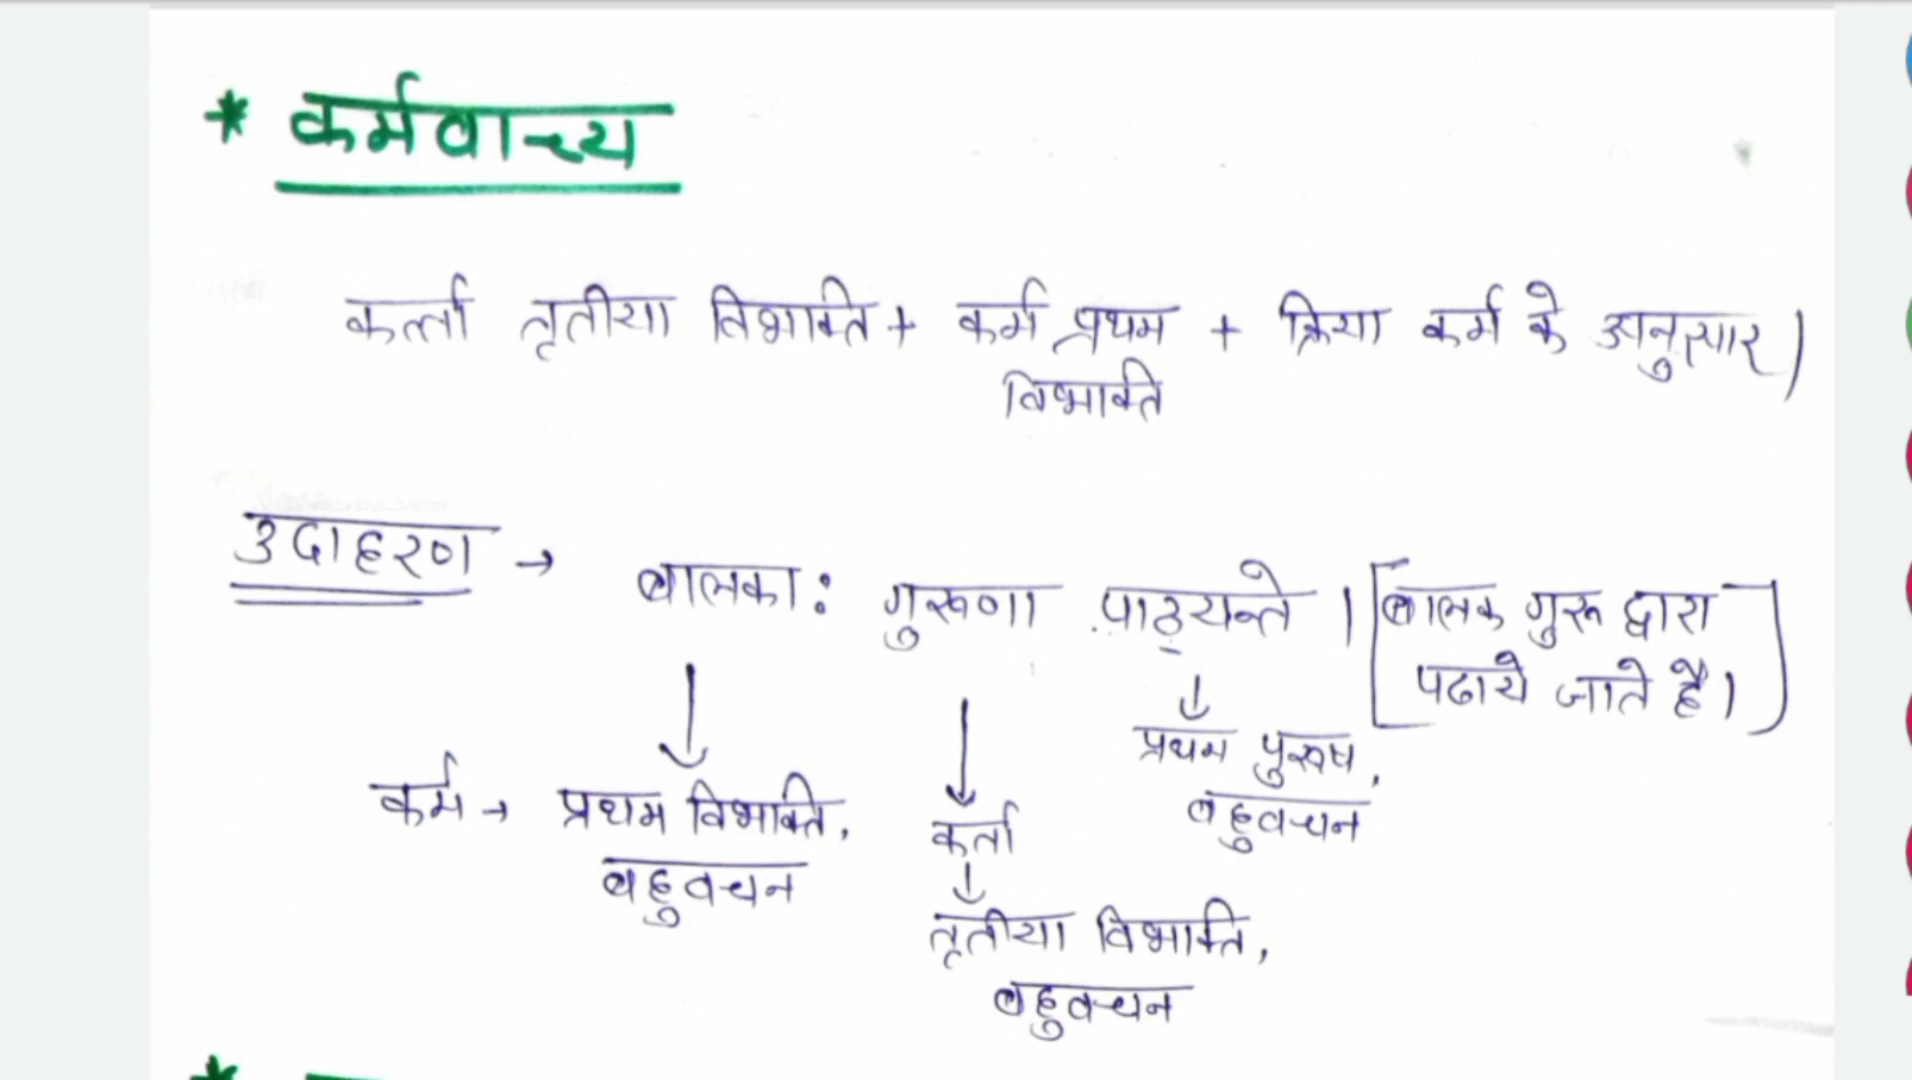 * कर्मवाच्य
कर्त्ता तृतीया विभक्ति + कर्म प्रथम + क्रिया कर्म के अनुसार)
विभक्ति
उदाहरण → बालका: गुरूणा पाठ्यन्ते । [बालक गुरू द्वारा
पढाये जाते है।]
↓ ↓ ↓
प्रथम पुरूष,
बहुवचन
कर्म → प्रथम विभक्ति,
बहुवचन
कर्ता
↓
तृतीया विभक्ति,
बहुवचन
*